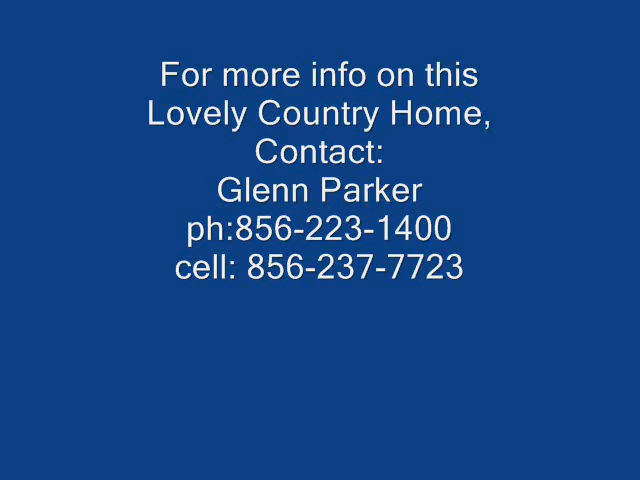 For more info on this
Lovely Country Home,
Contact:
Glenn Parker
ph:856-223-1400
cell: 856-237-7723